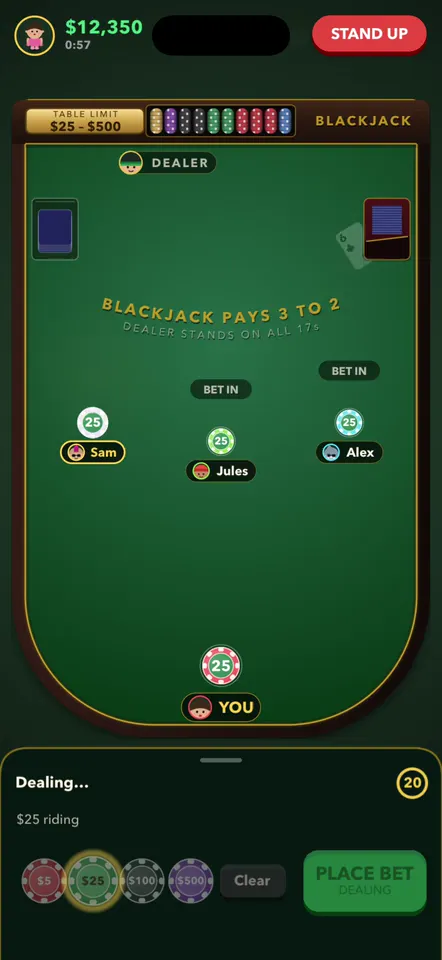 $12,350
0:57
STAND UP
TABLE LIMIT
$25 - $500
BLACKJACK
DEALER
6
BLACKJACK PAYS 3 TO 2
DEALER STANDS ON ALL 17s
BET IN
BET IN
25
25
25
Sam
Jules
Alex
25
YOU
Dealing...
20
$25 riding
$5
$25
$100
$500
Clear
PLACE BET
DEALING